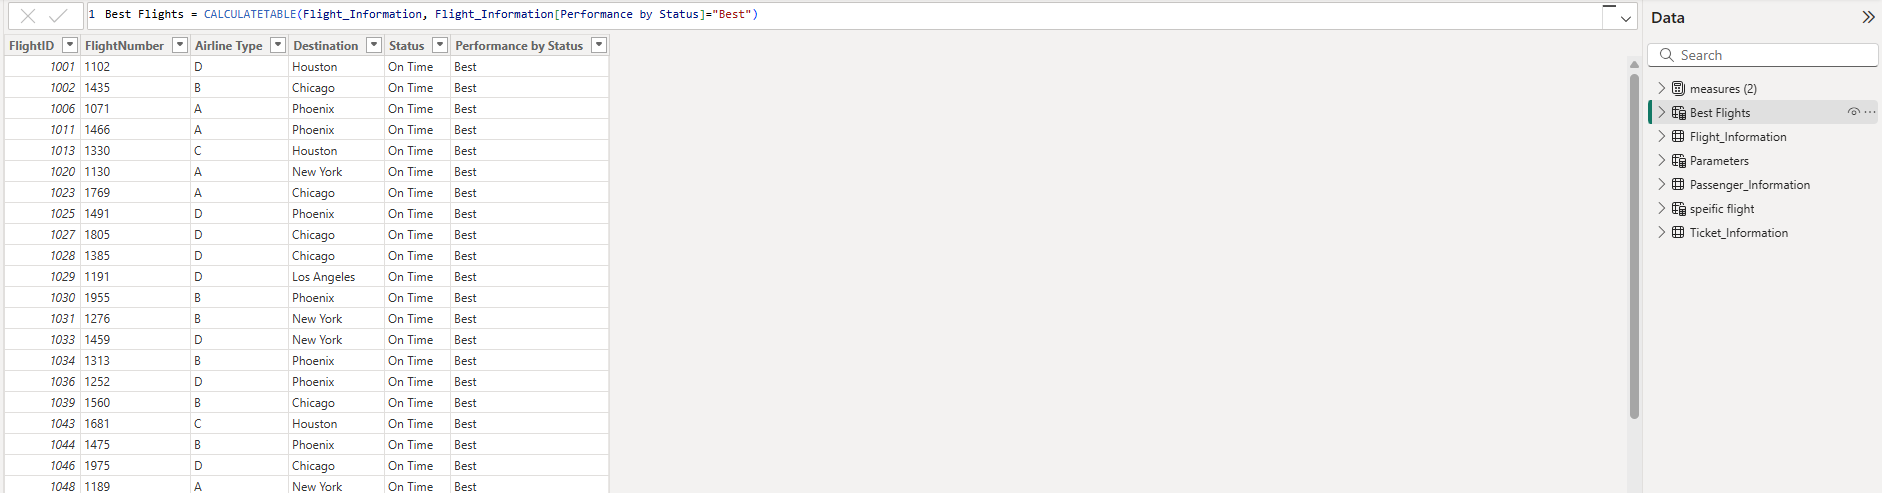 1 Best Flights = CALCULATETABLE(Flight_Information, Flight_Information[Performance by Status]="Best")
FlightID FlightNumber Airline Type Destination Status Performance by Status
1001 1102 D Houston On Time Best
1002 1435 B Chicago On Time Best
1006 1071 A Phoenix On Time Best
1011 1466 A Phoenix On Time Best
1013 1330 C Houston On Time Best
1020 1130 A New York On Time Best
1023 1769 A Chicago On Time Best
1025 1491 D Phoenix On Time Best
1027 1805 D Chicago On Time Best
1028 1385 D Chicago On Time Best
1029 1191 D Los Angeles On Time Best
1030 1955 B Phoenix On Time Best
1031 1276 B New York On Time Best
1033 1459 D New York On Time Best
1034 1313 B Phoenix On Time Best
1036 1252 D Phoenix On Time Best
1039 1560 B Chicago On Time Best
1043 1681 C Houston On Time Best
1044 1475 B Phoenix On Time Best
1046 1975 D Chicago On Time Best
1048 1189 A New York On Time Best
Data
Search
measures (2)
Best Flights
Flight_Information
Parameters
Passenger_Information
speific flight
Ticket_Information